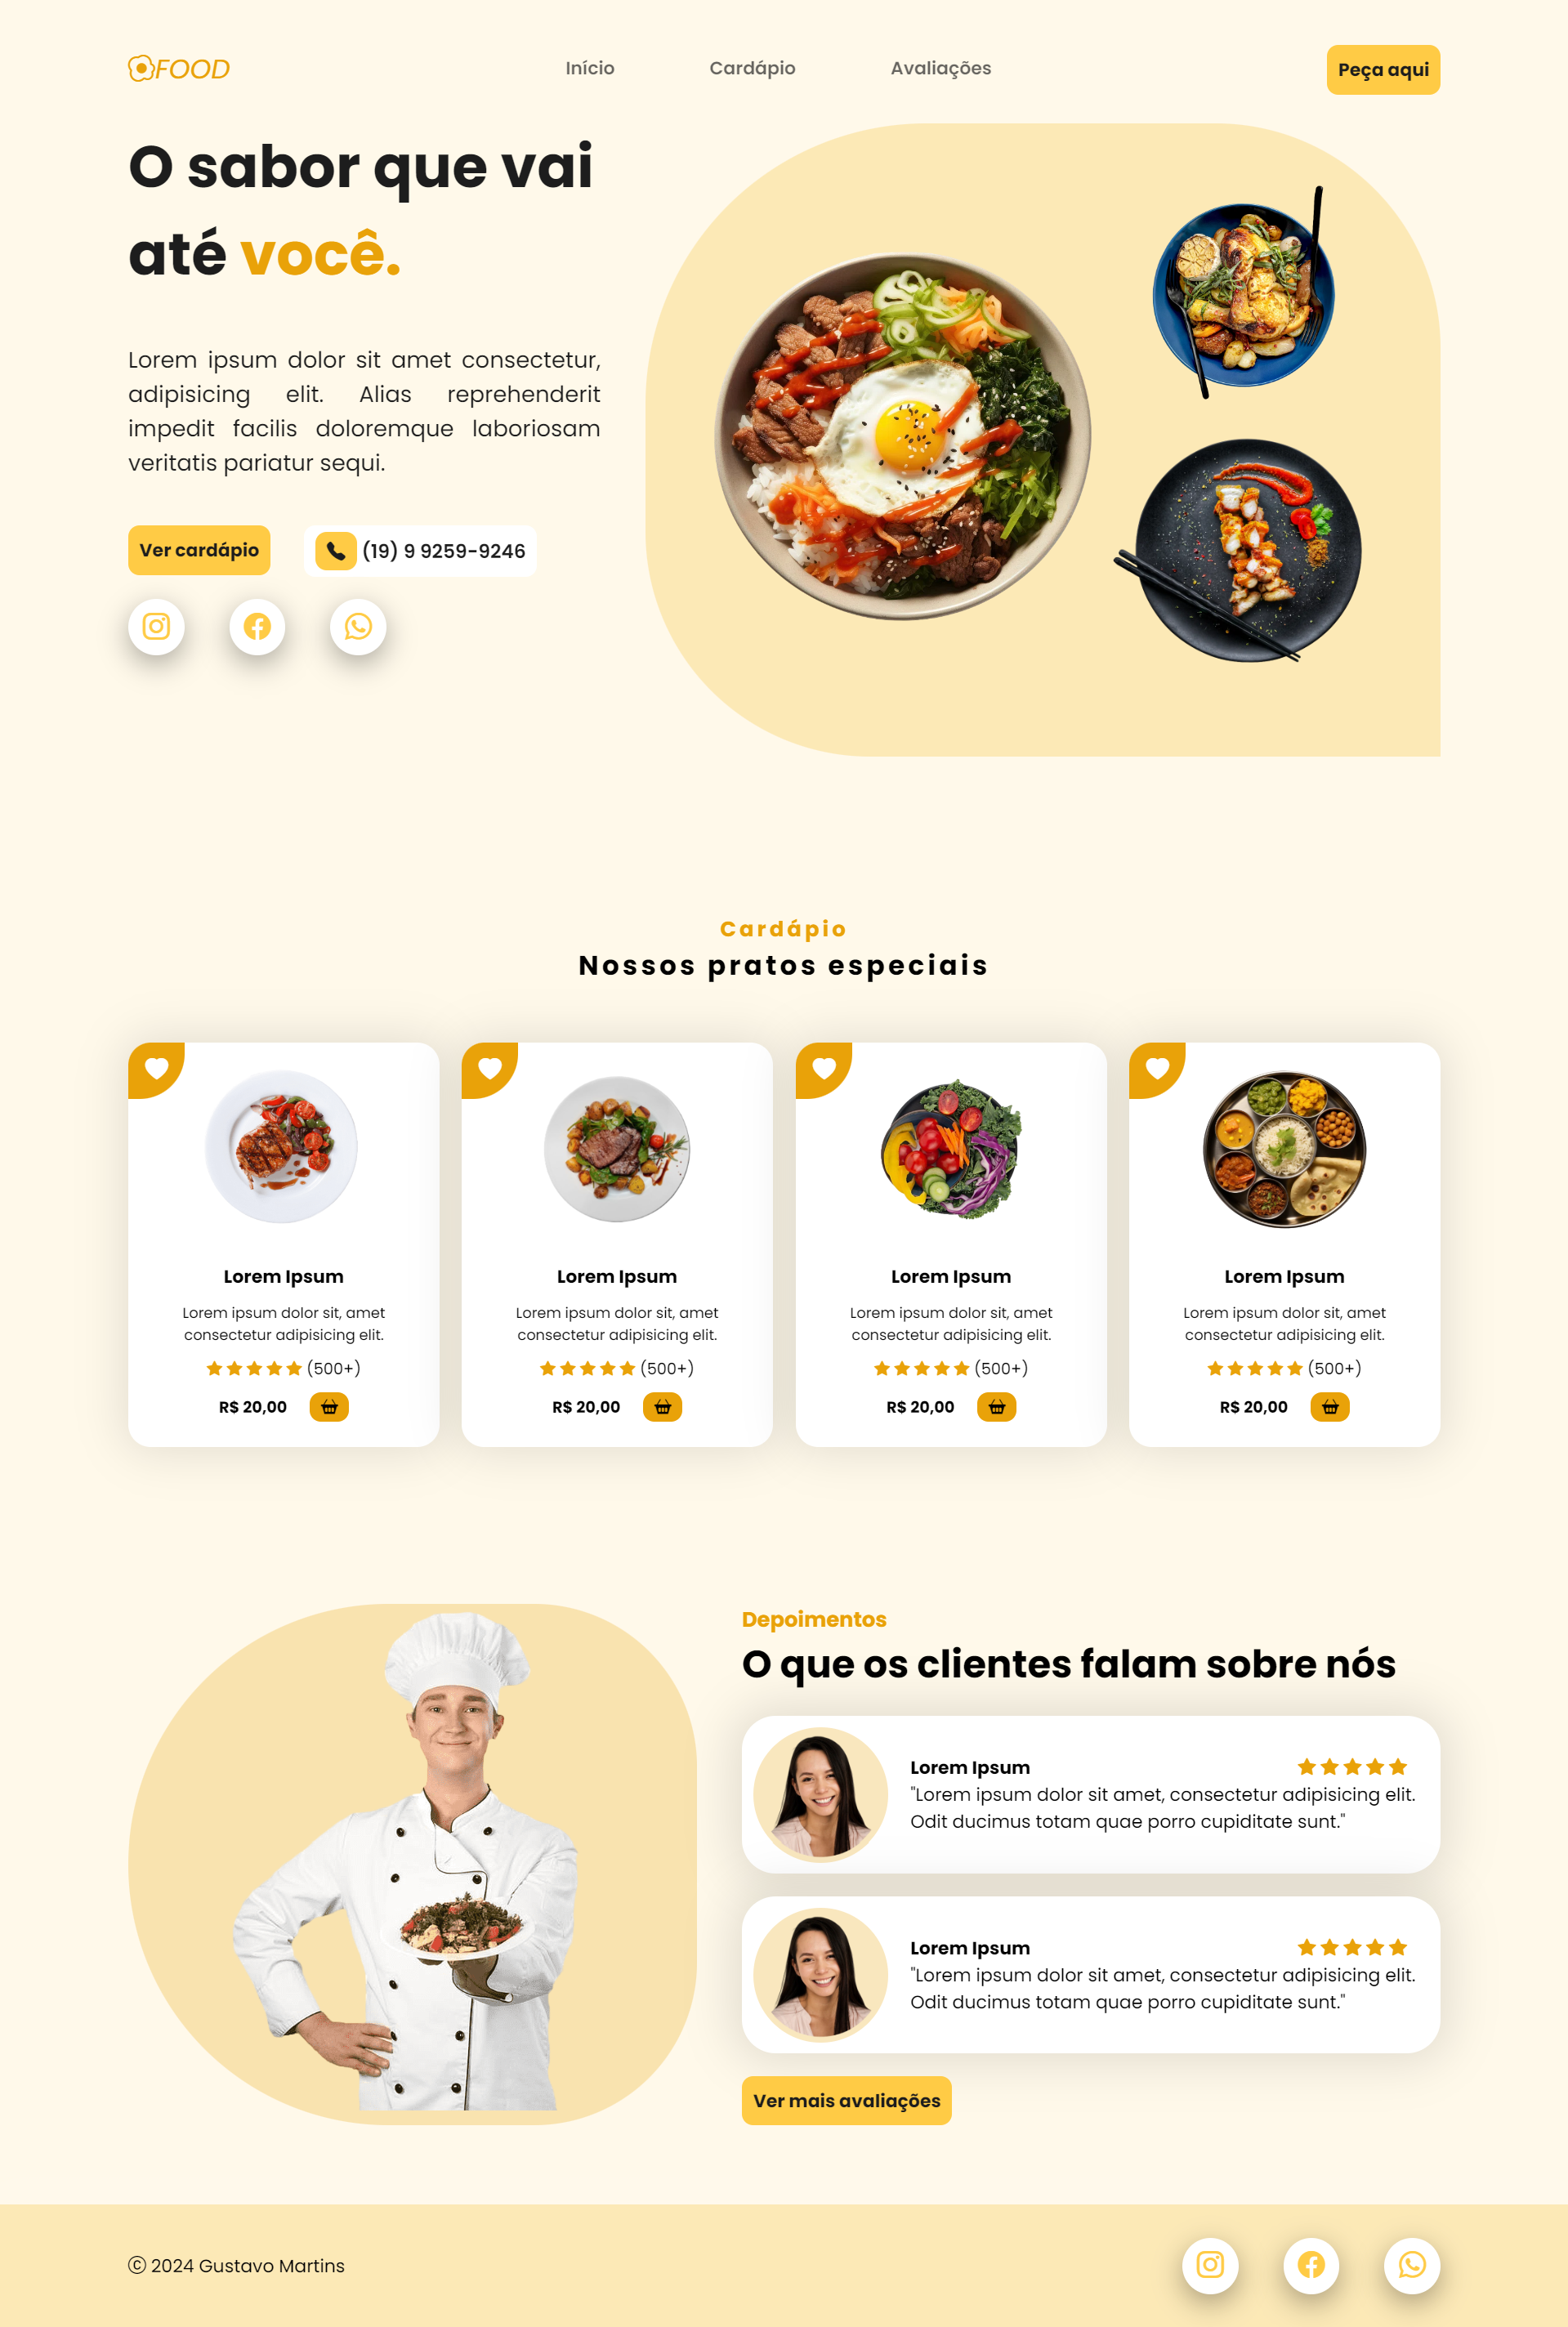 FOOD
Início Cardápio Avaliações
Peça aqui
O sabor que vai
até você.
Lorem ipsum dolor sit amet consectetur,
adipisicing elit. Alias reprehenderit
impedit facilis doloremque laboriosam
veritatis pariatur sequi.
Ver cardápio
(19) 9 9259-9246
Cardápio
Nossos pratos especiais
Lorem Ipsum
Lorem ipsum dolor sit, amet
consectetur adipisicing elit.
(500+)
R$ 20,00
Lorem Ipsum
Lorem ipsum dolor sit, amet
consectetur adipisicing elit.
(500+)
R$ 20,00
Lorem Ipsum
Lorem ipsum dolor sit, amet
consectetur adipisicing elit.
(500+)
R$ 20,00
Lorem Ipsum
Lorem ipsum dolor sit, amet
consectetur adipisicing elit.
(500+)
R$ 20,00
Depoimentos
O que os clientes falam sobre nós
Lorem Ipsum
"Lorem ipsum dolor sit amet, consectetur adipisicing elit.
Odit ducimus totam quae porro cupiditate sunt."
Lorem Ipsum
"Lorem ipsum dolor sit amet, consectetur adipisicing elit.
Odit ducimus totam quae porro cupiditate sunt."
Ver mais avaliações
© 2024 Gustavo Martins